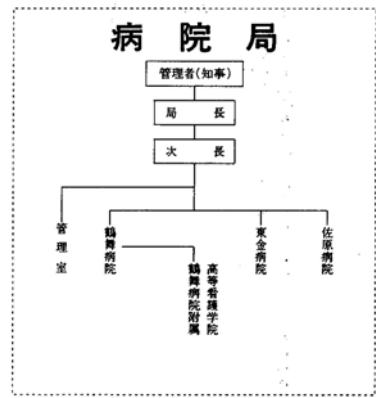 病院局
管理者(知事)
局長
次長
管理室
鶴舞病院
鶴舞病院附属
高等看護学院
東金病院
佐原病院